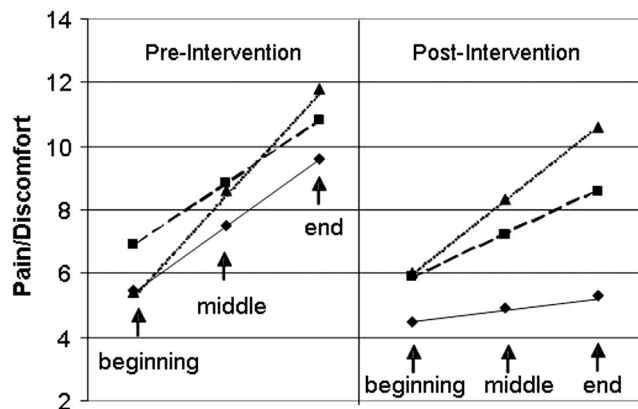 Pain/Discomfort
14
12
10
8
6
4
2
Pre-Intervention
Post-Intervention
beginning
middle
end
beginning
middle
end